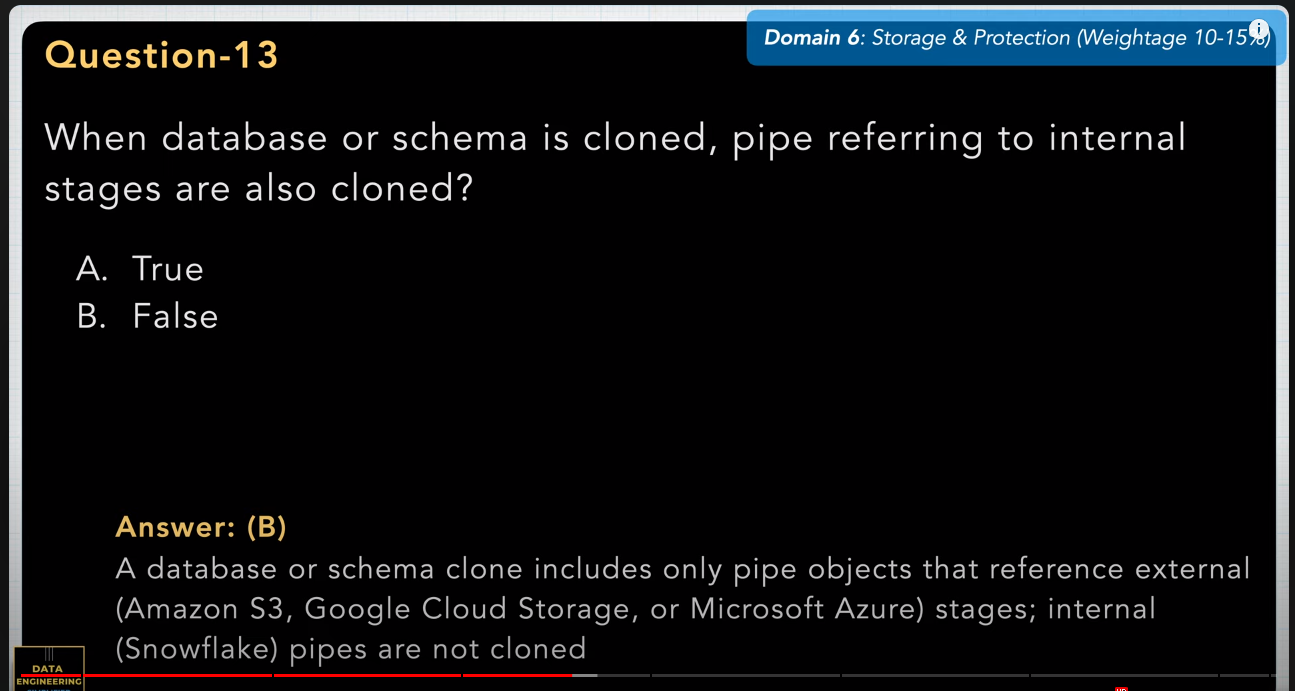 Question-13
Domain 6: Storage & Protection (Weightage 10-15%)
When database or schema is cloned, pipe referring to internal
stages are also cloned?
A. True
B. False
Answer: (B)
A database or schema clone includes only pipe objects that reference external
(Amazon S3, Google Cloud Storage, or Microsoft Azure) stages; internal
(Snowflake) pipes are not cloned
DATA
ENGINEERING